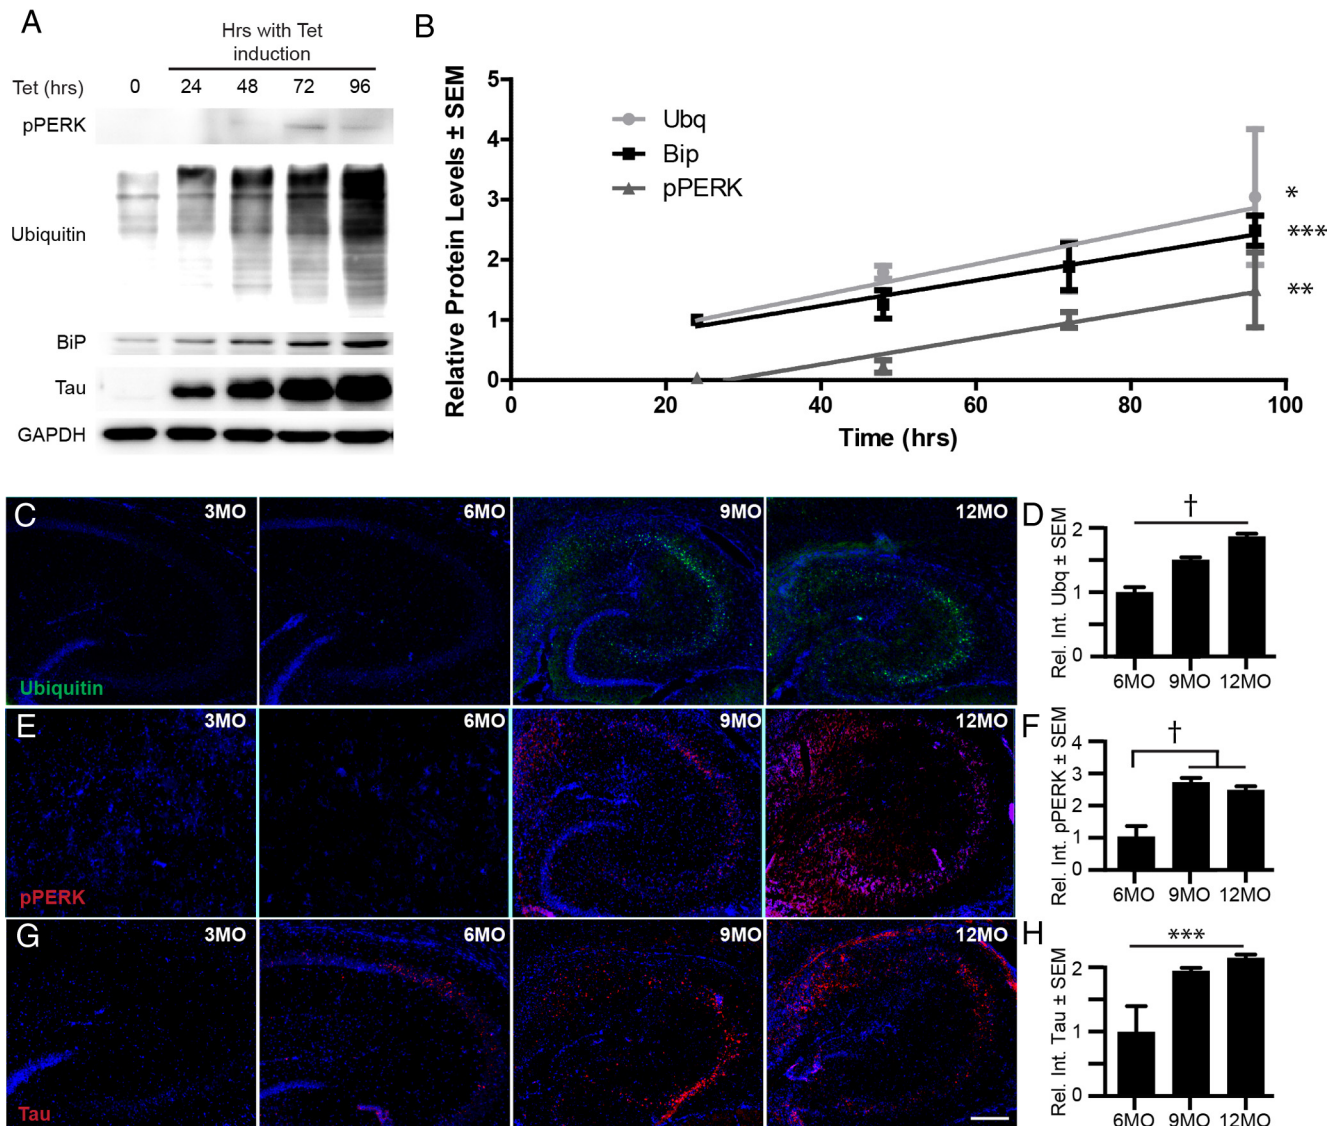 A
Hrs with Tet
induction
Tet (hrs) 0 24 48 72 96
pPERK
Ubiquitin
BiP
Tau
GAPDH
B
Relative Protein Levels ± SEM
5
4
3
2
1
0
Ubq
Bip
pPERK
*
***
**
0 20 40 60 80 100
Time (hrs)
C 3MO 6MO 9MO 12MO
Ubiquitin
D
Rel. Int. Ubq ± SEM
2
1
0
†
6MO 9MO 12MO
E 3MO 6MO 9MO 12MO
pPERK
F
Rel. Int. pPERK ± SEM
4
3
2
1
0
†
6MO 9MO 12MO
G 3MO 6MO 9MO 12MO
Tau
H
Rel. Int. Tau ± SEM
2
1
0
***
6MO 9MO 12MO